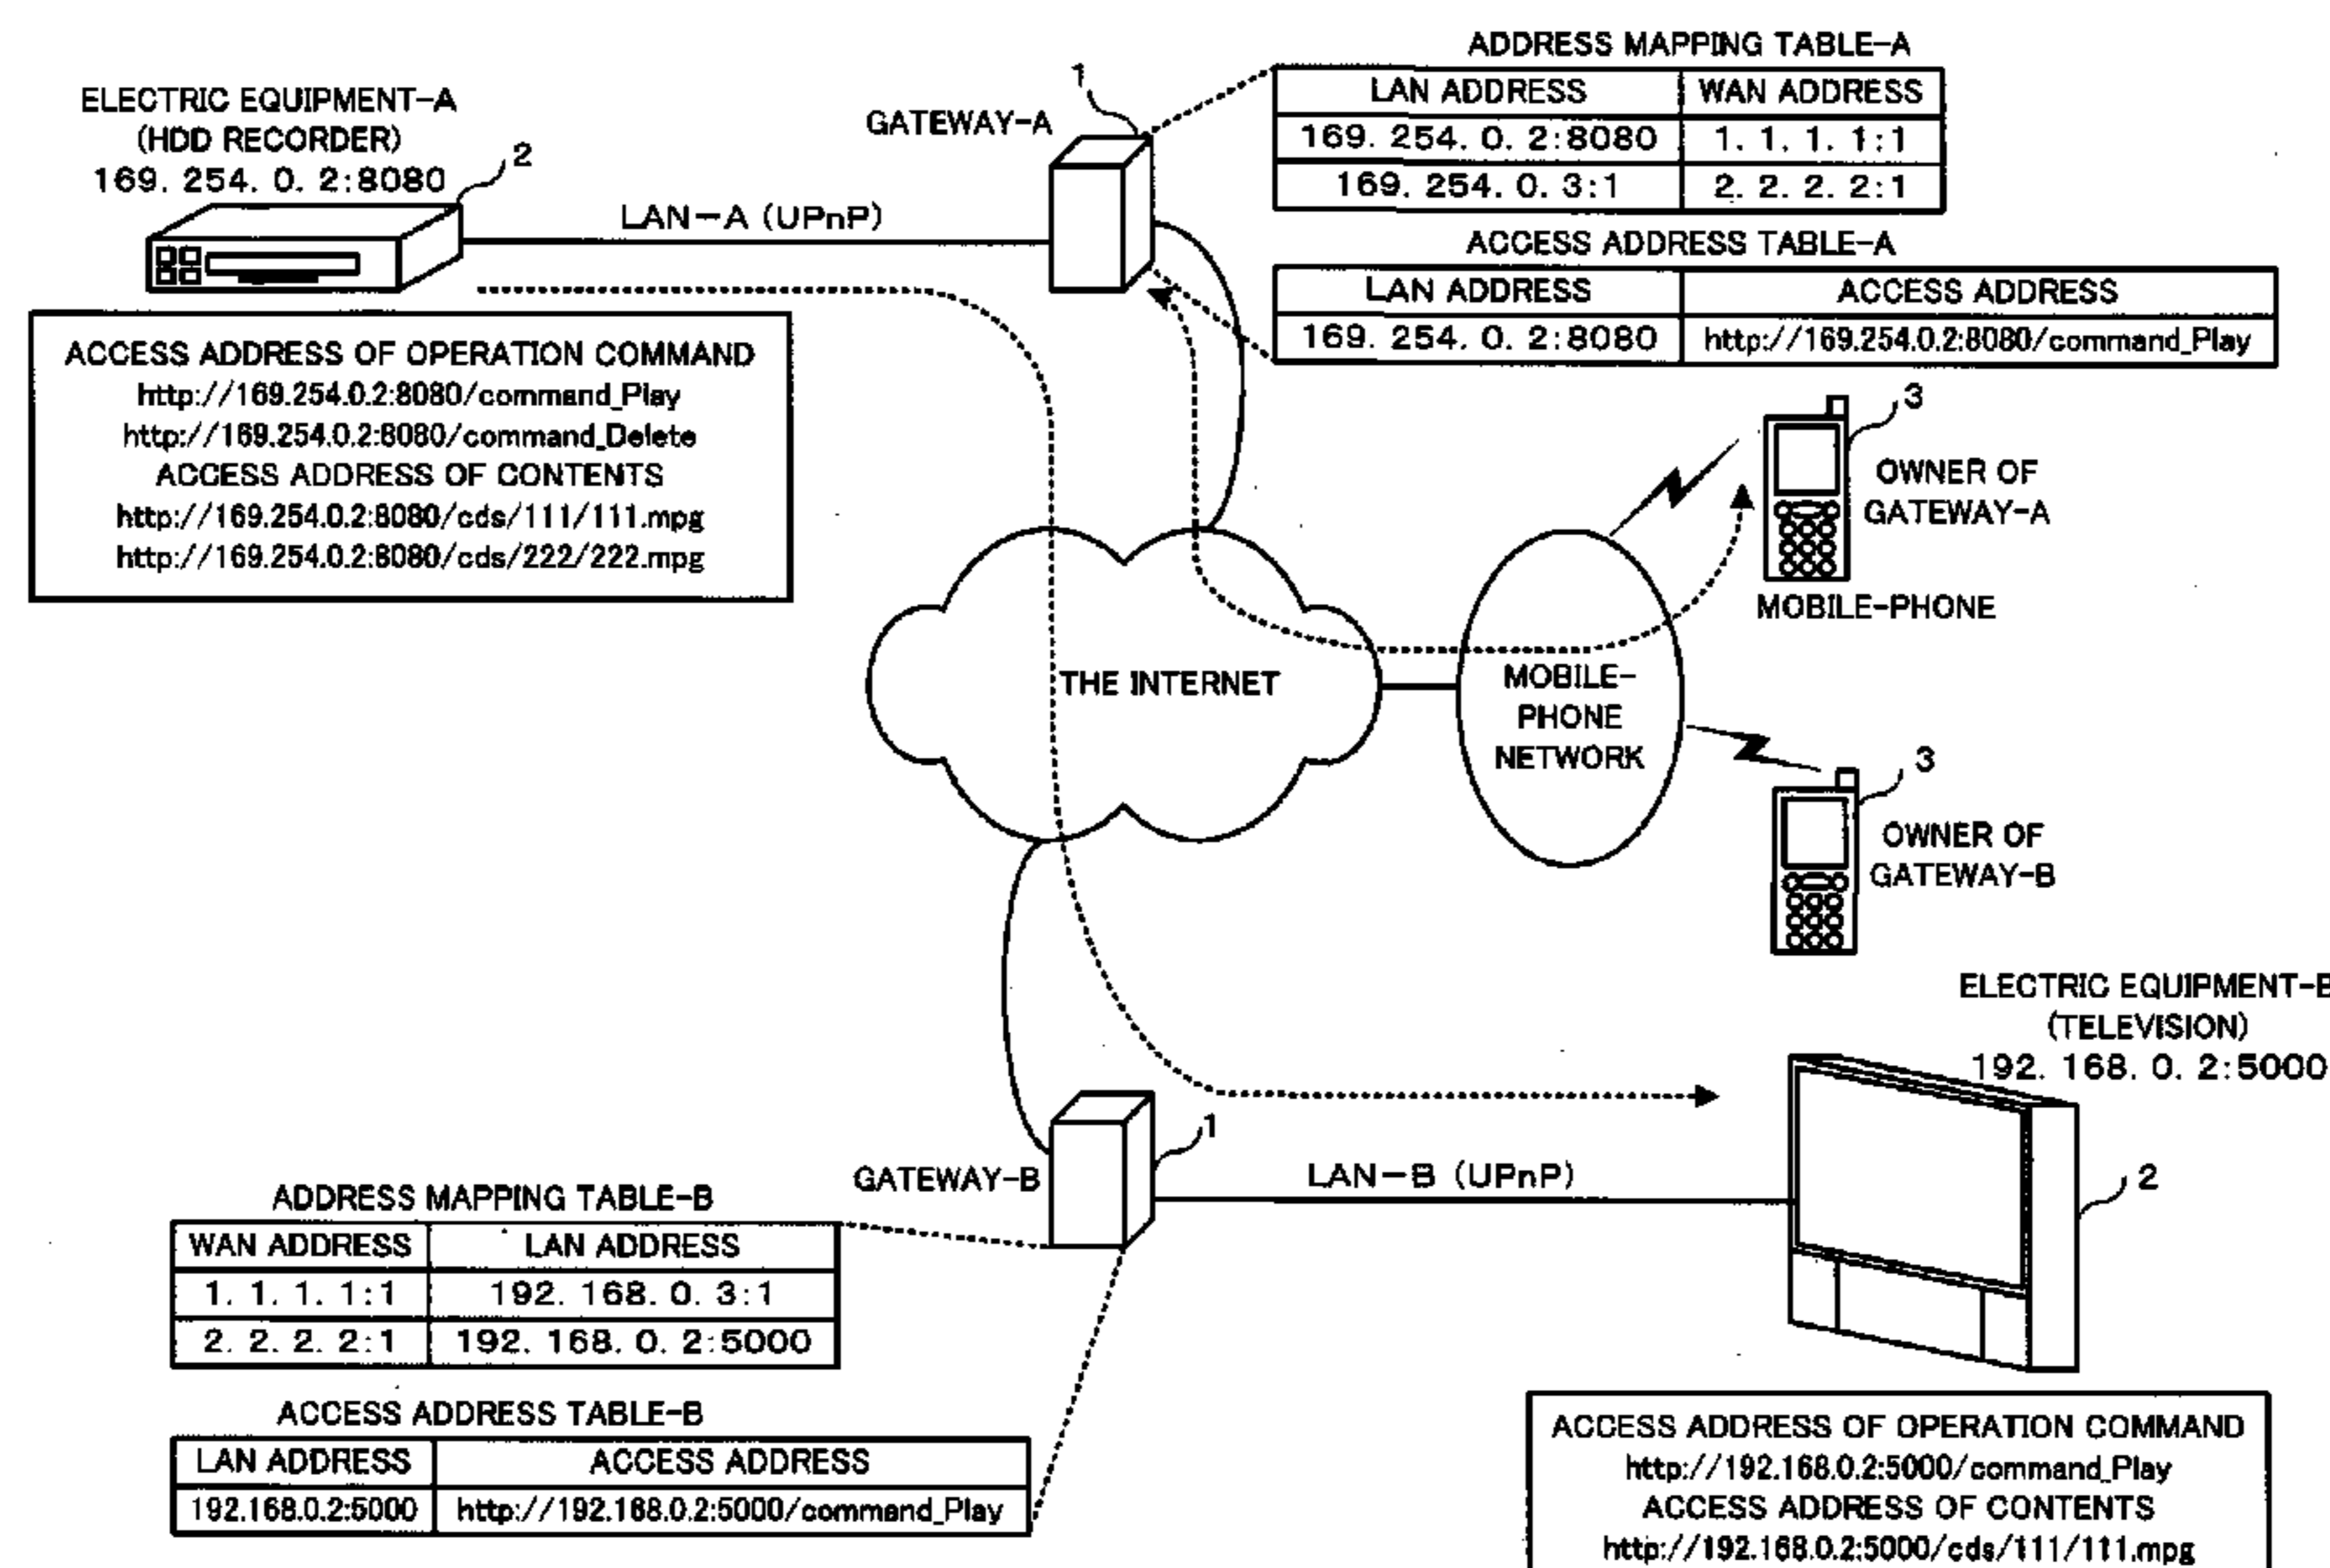 ADDRESS MAPPING TABLE-A
LAN ADDRESS WAN ADDRESS
169. 254. 0. 2:8080 1. 1. 1. 1:1
169. 254. 0. 3:1 2. 2. 2. 2:1
ACCESS ADDRESS TABLE-A
LAN ADDRESS ACCESS ADDRESS
169. 254. 0. 2:8080 http://169.254.0.2:8080/command_Play
1
GATEWAY-A
ELECTRIC EQUIPMENT-A
(HDD RECORDER)
169. 254. 0. 2:8080
2
LAN-A (UPnP)
ACCESS ADDRESS OF OPERATION COMMAND
http://169.254.0.2:8080/command_Play
http://169.254.0.2:8080/command_Delete
ACCESS ADDRESS OF CONTENTS
http://169.254.0.2:8080/cds/111/111.mpg
http://169.254.0.2:8080/cds/222/222.mpg
3
OWNER OF
GATEWAY-A
MOBILE-PHONE
THE INTERNET
MOBILE-
PHONE
NETWORK
3
OWNER OF
GATEWAY-B
ELECTRIC EQUIPMENT-B
(TELEVISION)
192. 168. 0. 2:5000
1
GATEWAY-B
LAN-B (UPnP)
2
ADDRESS MAPPING TABLE-B
WAN ADDRESS LAN ADDRESS
1. 1. 1. 1:1 192. 168. 0. 3:1
2. 2. 2. 2:1 192. 168. 0. 2:5000
ACCESS ADDRESS TABLE-B
LAN ADDRESS ACCESS ADDRESS
192.168.0.2:5000 http://192.168.0.2:5000/command_Play
ACCESS ADDRESS OF OPERATION COMMAND
http://192.168.0.2:5000/command_Play
ACCESS ADDRESS OF CONTENTS
http://192.168.0.2:5000/cds/111/111.mpg